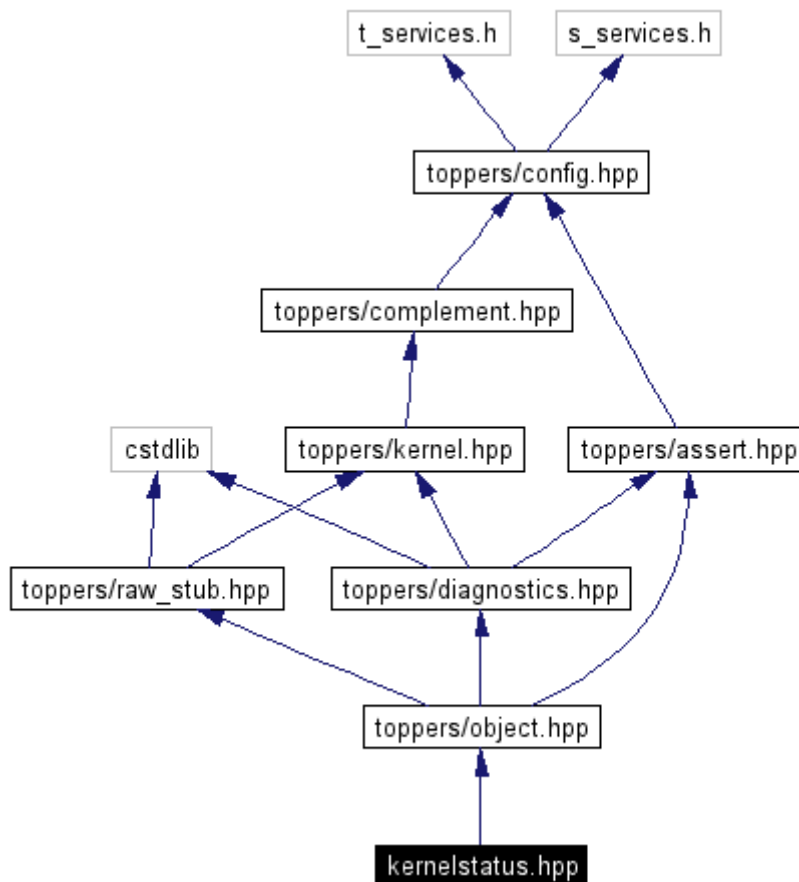 t_services.h
s_services.h
toppers/config.hpp
toppers/complement.hpp
cstdlib
toppers/kernel.hpp
toppers/assert.hpp
toppers/raw_stub.hpp
toppers/diagnostics.hpp
toppers/object.hpp
kernelstatus.hpp